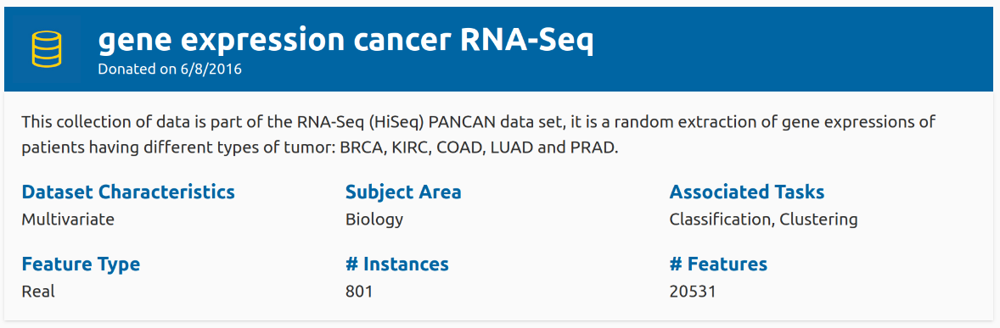 gene expression cancer RNA-Seq
Donated on 6/8/2016
This collection of data is part of the RNA-Seq (HiSeq) PANCAN data set, it is a random extraction of gene expressions of
patients having different types of tumor: BRCA, KIRC, COAD, LUAD and PRAD.
Dataset Characteristics
Multivariate
Subject Area
Biology
Associated Tasks
Classification, Clustering
Feature Type
Real
# Instances
801
# Features
20531